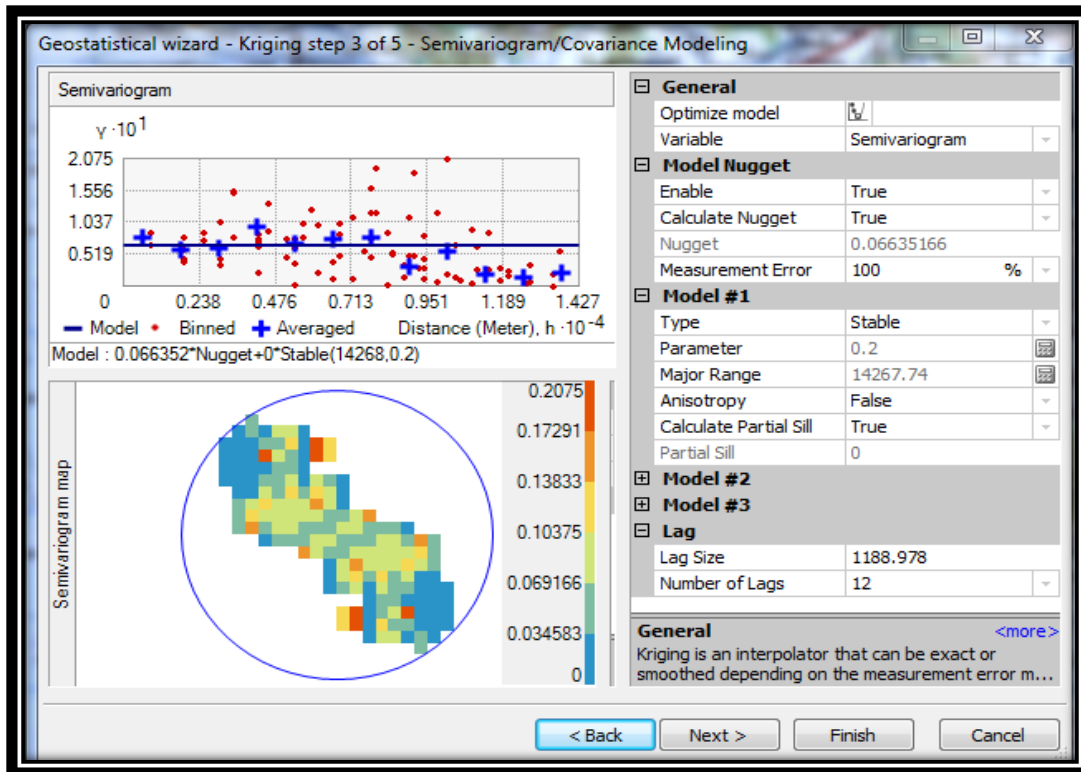 Geostatistical wizard - Kriging step 3 of 5 - Semivariogram/Covariance Modeling
Semivariogram
γ ·10¹
2.075
1.556
1.037
0.519
0 0.238 0.476 0.713 0.951 1.189 1.427
Model Binned Averaged Distance (Meter), h ·10⁻⁴
Model : 0.066352*Nugget+0*Stable(14268,0.2)
Semivariogram map
0.2075
0.17291
0.13833
0.10375
0.069166
0.034583
0
General
Optimize model
Variable Semivariogram
Model Nugget
Enable True
Calculate Nugget True
Nugget 0.06635166
Measurement Error 100 %
Model #1
Type Stable
Parameter 0.2
Major Range 14267.74
Anisotropy False
Calculate Partial Sill True
Partial Sill 0
Model #2
Model #3
Lag
Lag Size 1188.978
Number of Lags 12
General <more>
Kriging is an interpolator that can be exact or
smoothed depending on the measurement error m...
< Back Next > Finish Cancel